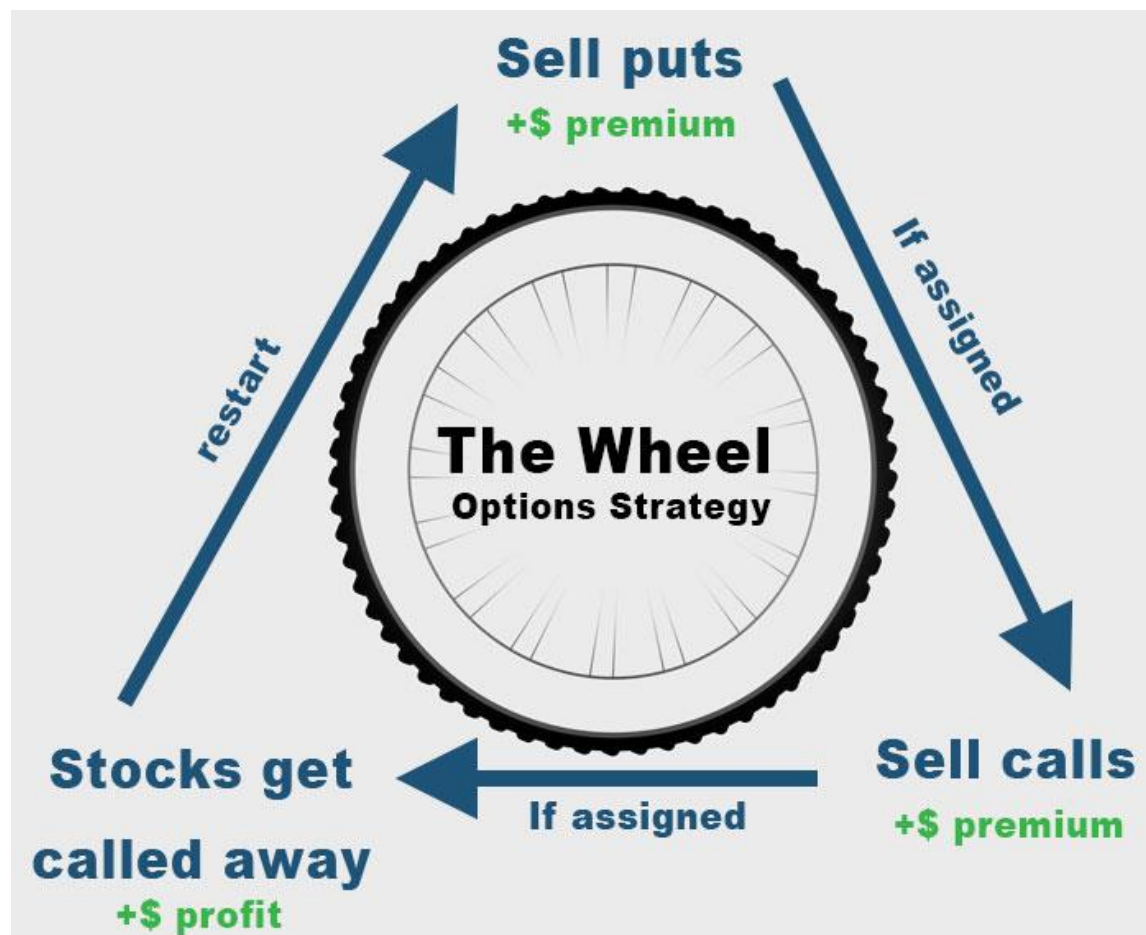 Sell puts
+$ premium
If assigned
restart
The Wheel
Options Strategy
Sell calls
+$ premium
If assigned
Stocks get
called away
+$ profit